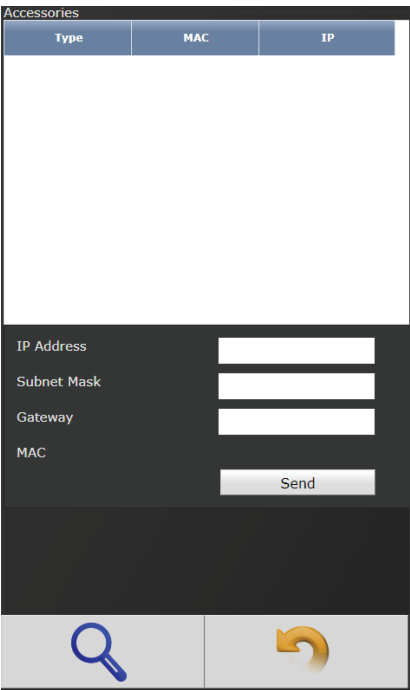 Accessories
Type MAC IP
IP Address
Subnet Mask
Gateway
MAC
Send